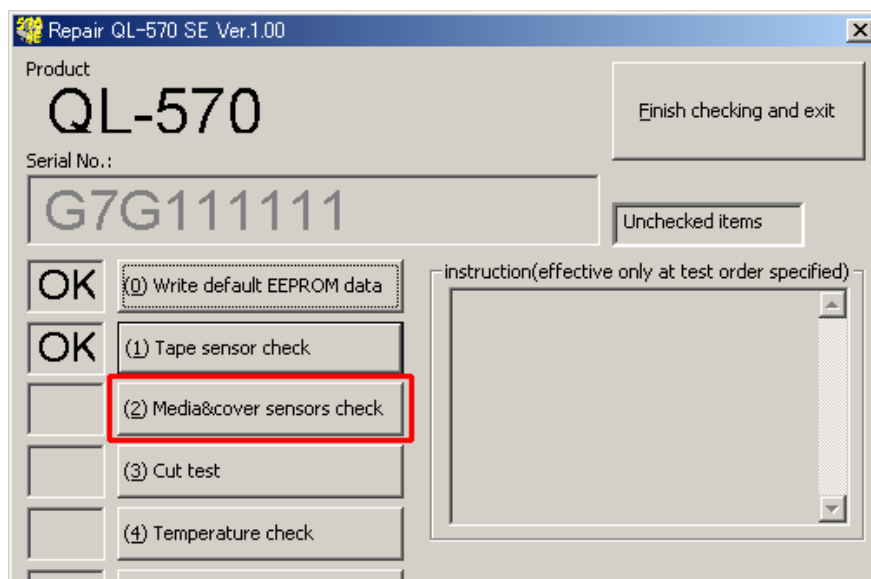 Repair QL-570 SE Ver.1.00
Product
QL-570
Finish checking and exit
Serial No.:
G7G111111
Unchecked items
OK
(0) Write default EEPROM data
instruction(effective only at test order specified)
OK
(1) Tape sensor check
(2) Media&cover sensors check
(3) Cut test
(4) Temperature check